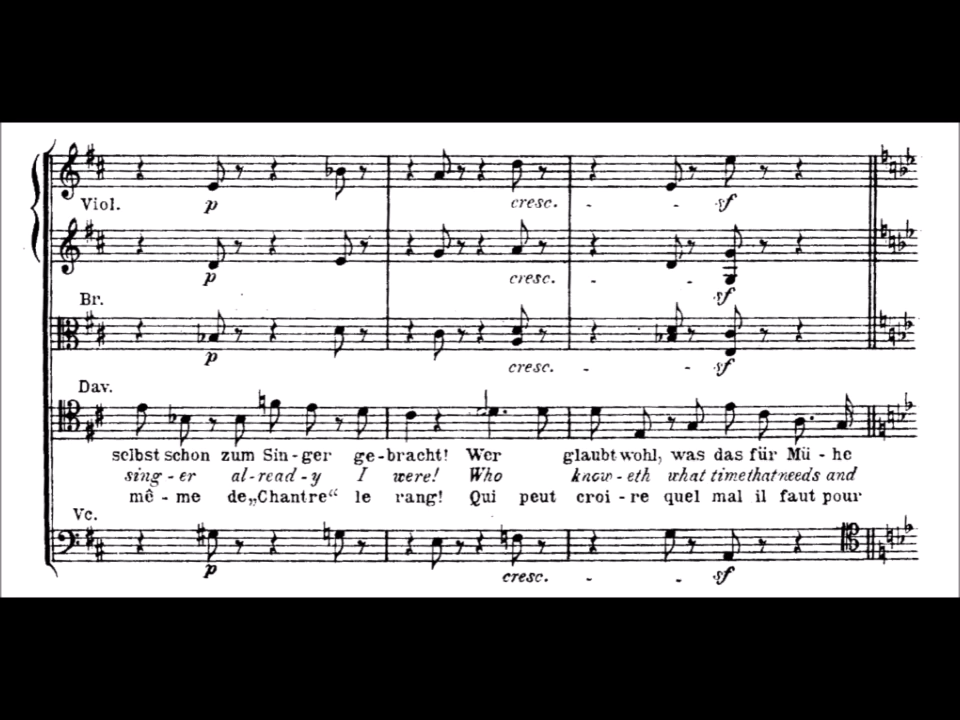 Viol. p cresc. - - sf
p cresc. - - sf
Br.
p cresc. - - sf
Dav.
selbst schon zum Sin-ger ge-bracht! Wer glaubt wohl, was das für Mü-he
sing-er al-read-y I were! Who know-eth what time that needs and
mê-me de „Chantre“ le rang! Qui peut croi-re quel mal il faut pour
Vc.
p cresc. - - sf